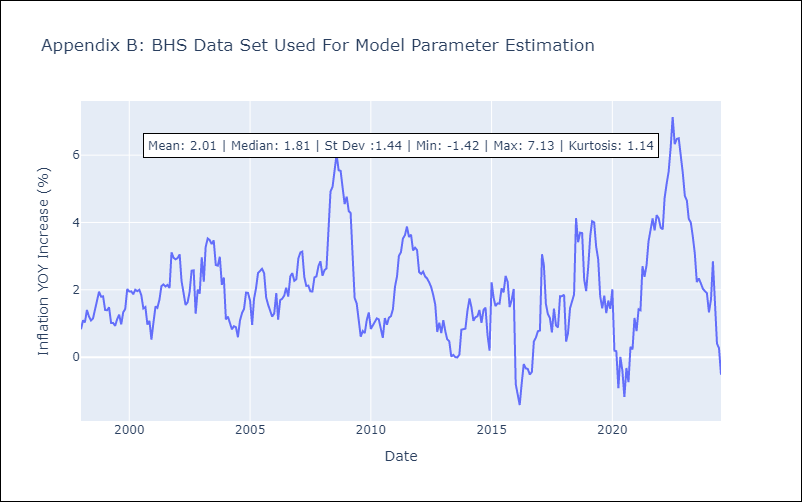 Appendix B: BHS Data Set Used For Model Parameter Estimation
Mean: 2.01 | Median: 1.81 | St Dev :1.44 | Min: -1.42 | Max: 7.13 | Kurtosis: 1.14
Inflation YOY Increase (%)
6
4
2
0
2000
2005
2010
2015
2020
Date